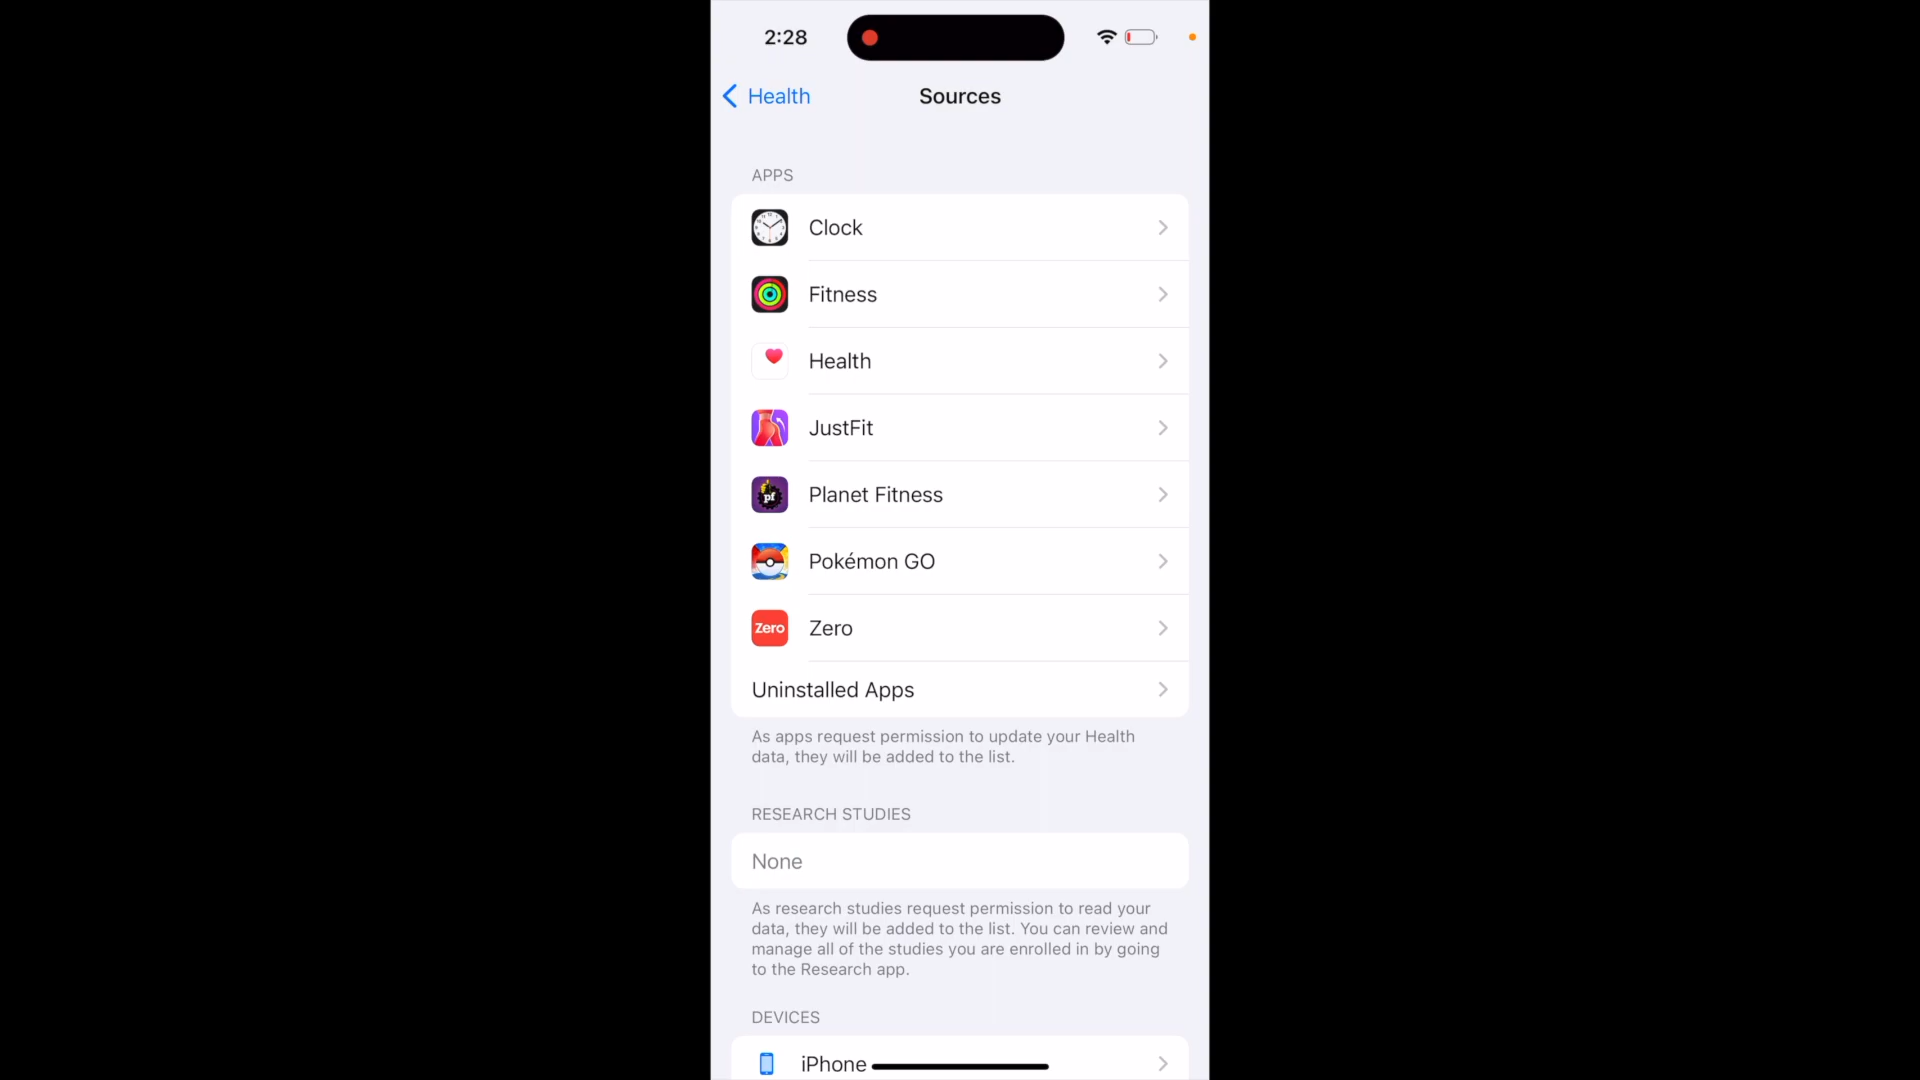 2:28
Health
Sources
APPS
Clock
Fitness
Health
JustFit
pf
Planet Fitness
Pokémon GO
Zero
Zero
Uninstalled Apps
As apps request permission to update your Health
data, they will be added to the list.
RESEARCH STUDIES
None
As research studies request permission to read your
data, they will be added to the list. You can review and
manage all of the studies you are enrolled in by going
to the Research app.
DEVICES
iPhone